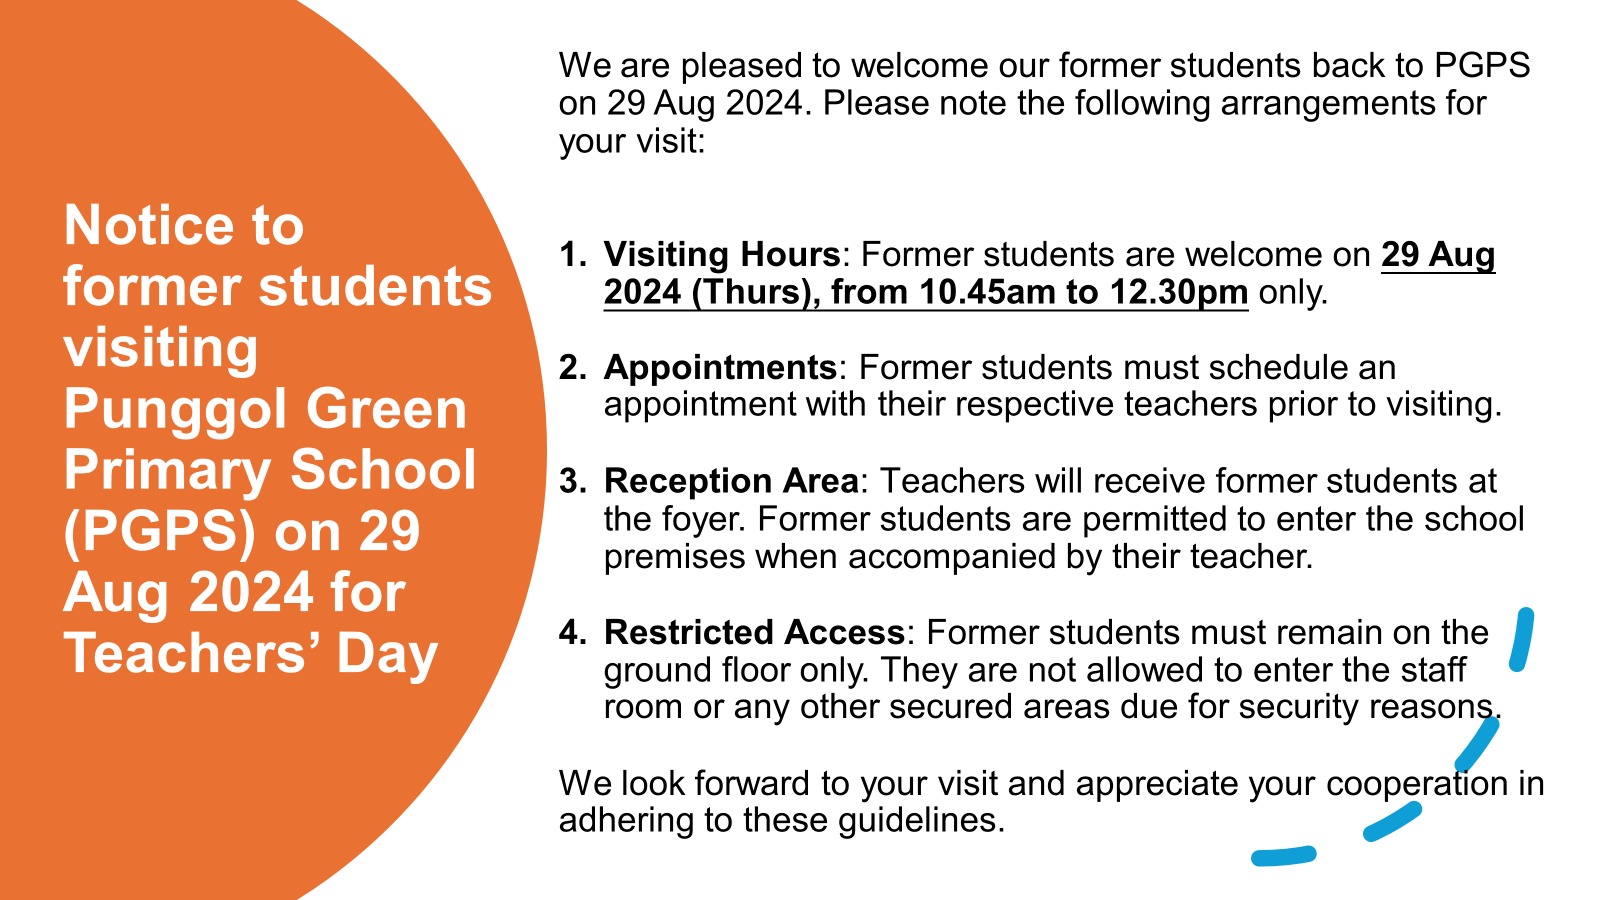 Notice to
former students
visiting
Punggol Green
Primary School
(PGPS) on 29
Aug 2024 for
Teachers’ Day
We are pleased to welcome our former students back to PGPS
on 29 Aug 2024. Please note the following arrangements for
your visit:
1. Visiting Hours: Former students are welcome on 29 Aug
2024 (Thurs), from 10.45am to 12.30pm only.
2. Appointments: Former students must schedule an
appointment with their respective teachers prior to visiting.
3. Reception Area: Teachers will receive former students at
the foyer. Former students are permitted to enter the school
premises when accompanied by their teacher.
4. Restricted Access: Former students must remain on the
ground floor only. They are not allowed to enter the staff
room or any other secured areas due for security reasons.
We look forward to your visit and appreciate your cooperation in
adhering to these guidelines.